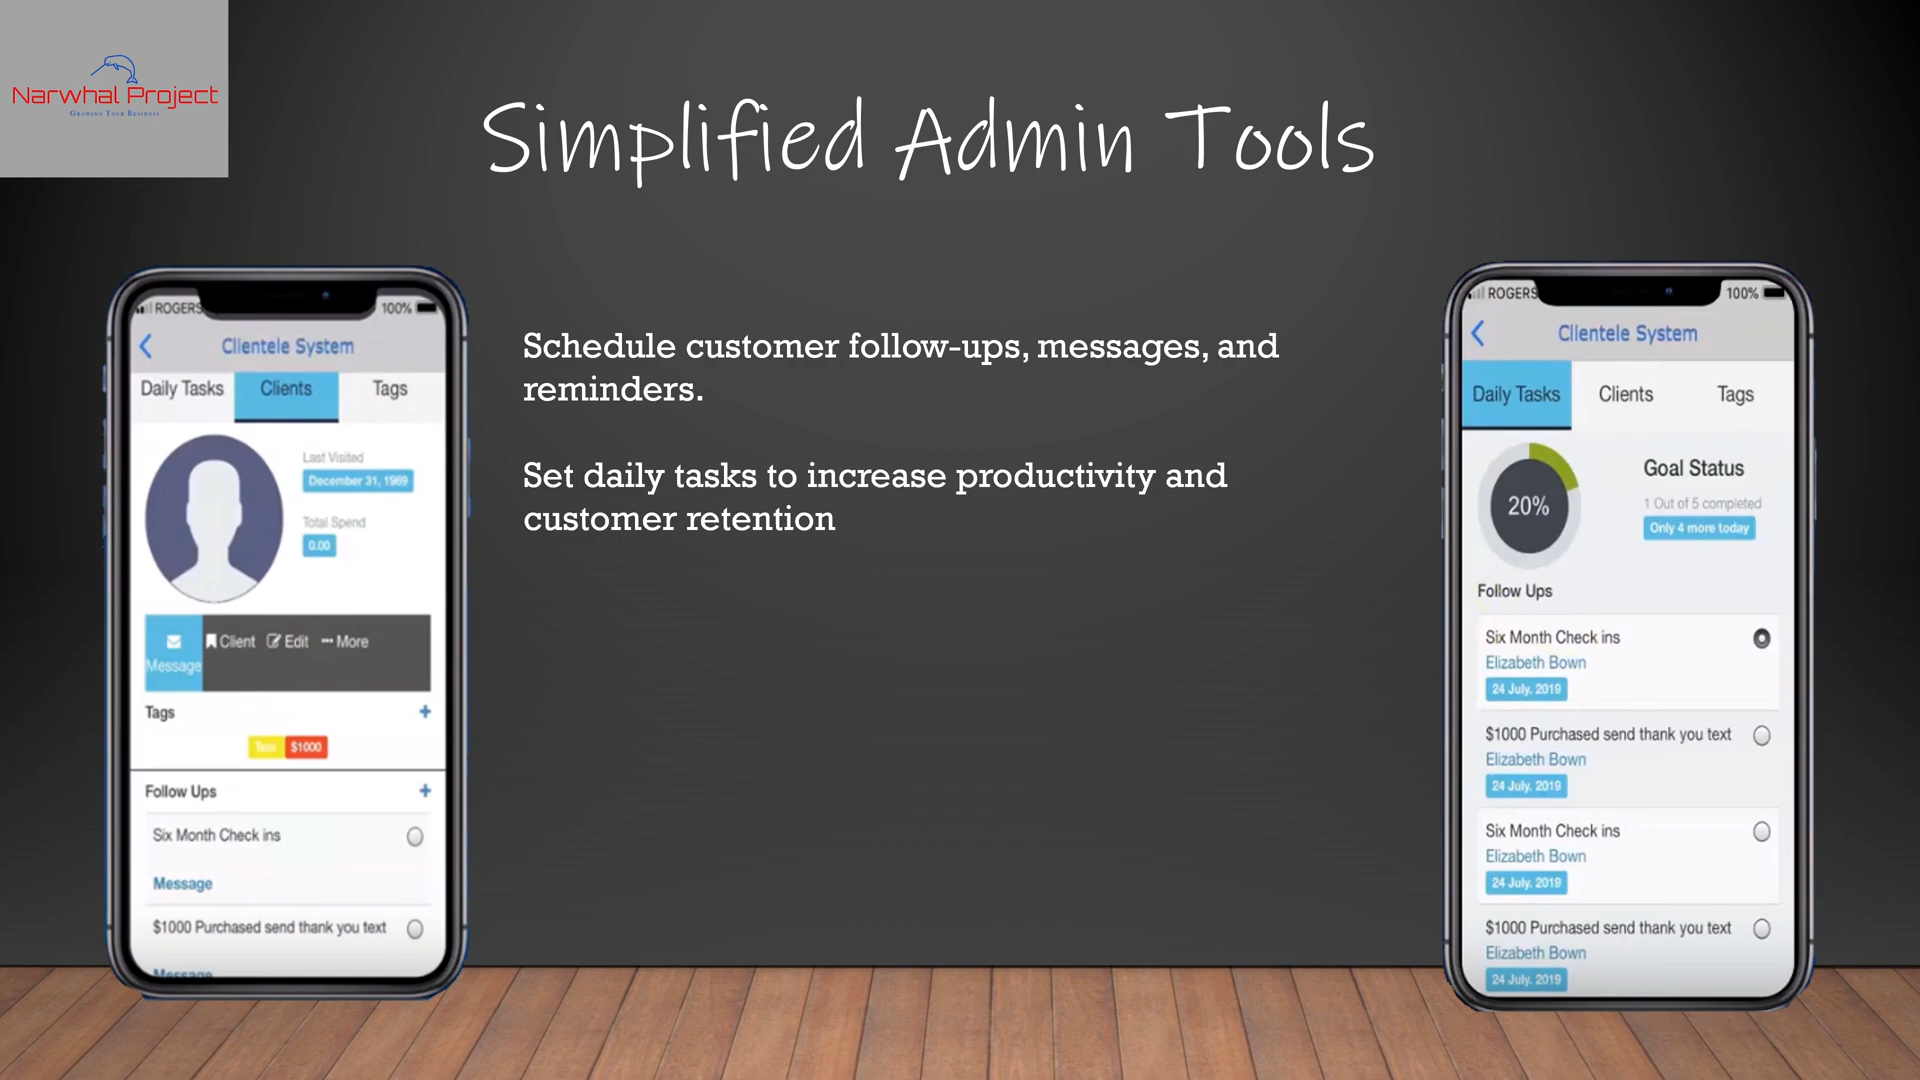 Narwhal Project
Growing Your Business
Simplified Admin Tools
ROGERS 100%
Clientele System
Daily Tasks Clients Tags
Last Visited
December 31, 1969
Total Spend
0.00
Message Client Edit ··· More
Tags +
Test $1000
Follow Ups +
Six Month Check ins
Message
$1000 Purchased send thank you text
Message
Schedule customer follow-ups, messages, and
reminders.
Set daily tasks to increase productivity and
customer retention
ROGERS 100%
Clientele System
Daily Tasks Clients Tags
20%
Goal Status
1 Out of 5 completed
Only 4 more today
Follow Ups
Six Month Check ins
Elizabeth Bown
24 July, 2019
$1000 Purchased send thank you text
Elizabeth Bown
24 July, 2019
Six Month Check ins
Elizabeth Bown
24 July, 2019
$1000 Purchased send thank you text
Elizabeth Bown
24 July, 2019